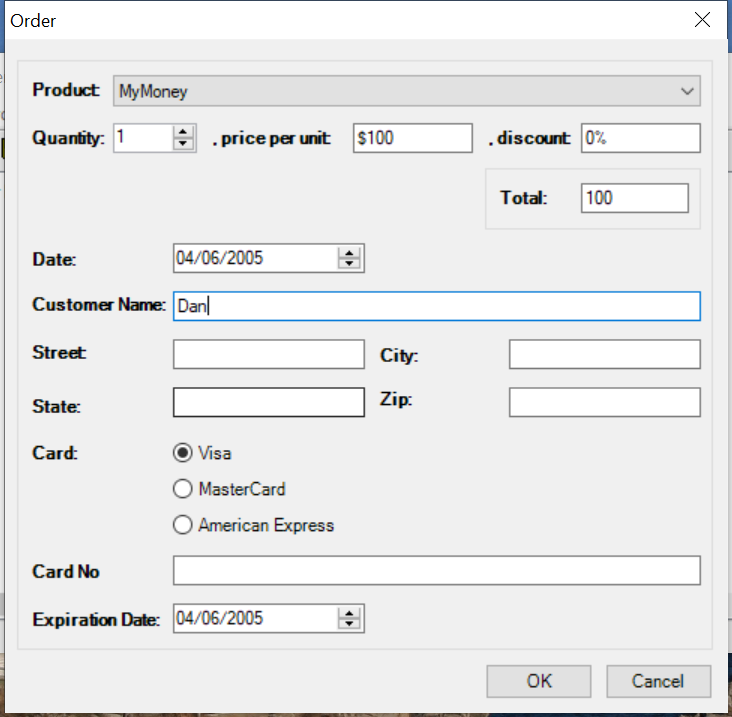 Order
Product: MyMoney
Quantity: 1 , price per unit: $100 , discount: 0%
Total: 100
Date: 04/06/2005
Customer Name: Dan
Street: City:
State: Zip:
Card: Visa
MasterCard
American Express
Card No
Expiration Date: 04/06/2005
OK Cancel